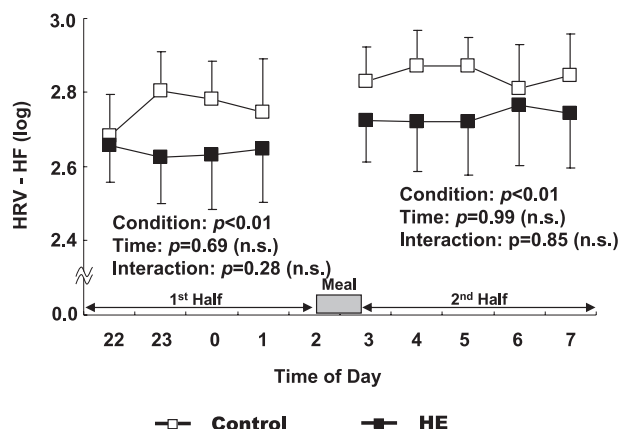 3.0
2.8
2.6
2.4
0.0
HRV - HF (log)
Condition: p<0.01
Time: p=0.69 (n.s.)
Interaction: p=0.28 (n.s.)
Condition: p<0.01
Time: p=0.99 (n.s.)
Interaction: p=0.85 (n.s.)
Meal
1st Half
2nd Half
22 23 0 1 2 3 4 5 6 7
Time of Day
Control HE